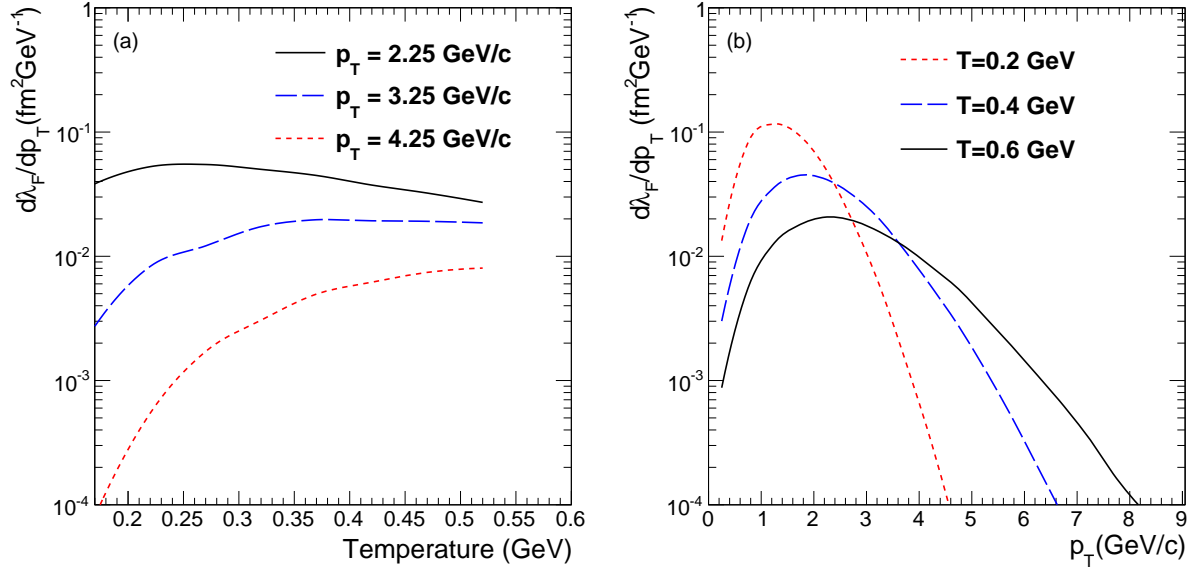 (a)
p_T = 2.25 GeV/c
p_T = 3.25 GeV/c
p_T = 4.25 GeV/c
dλ_F/dp_T(fm²GeV⁻¹)
1
10⁻¹
10⁻²
10⁻³
10⁻⁴
0.2 0.25 0.3 0.35 0.4 0.45 0.5 0.55 0.6
Temperature (GeV)
(b)
T=0.2 GeV
T=0.4 GeV
T=0.6 GeV
dλ_F/dp_T(fm²GeV⁻¹)
1
10⁻¹
10⁻²
10⁻³
10⁻⁴
0 1 2 3 4 5 6 7 8 9
p_T(GeV/c)